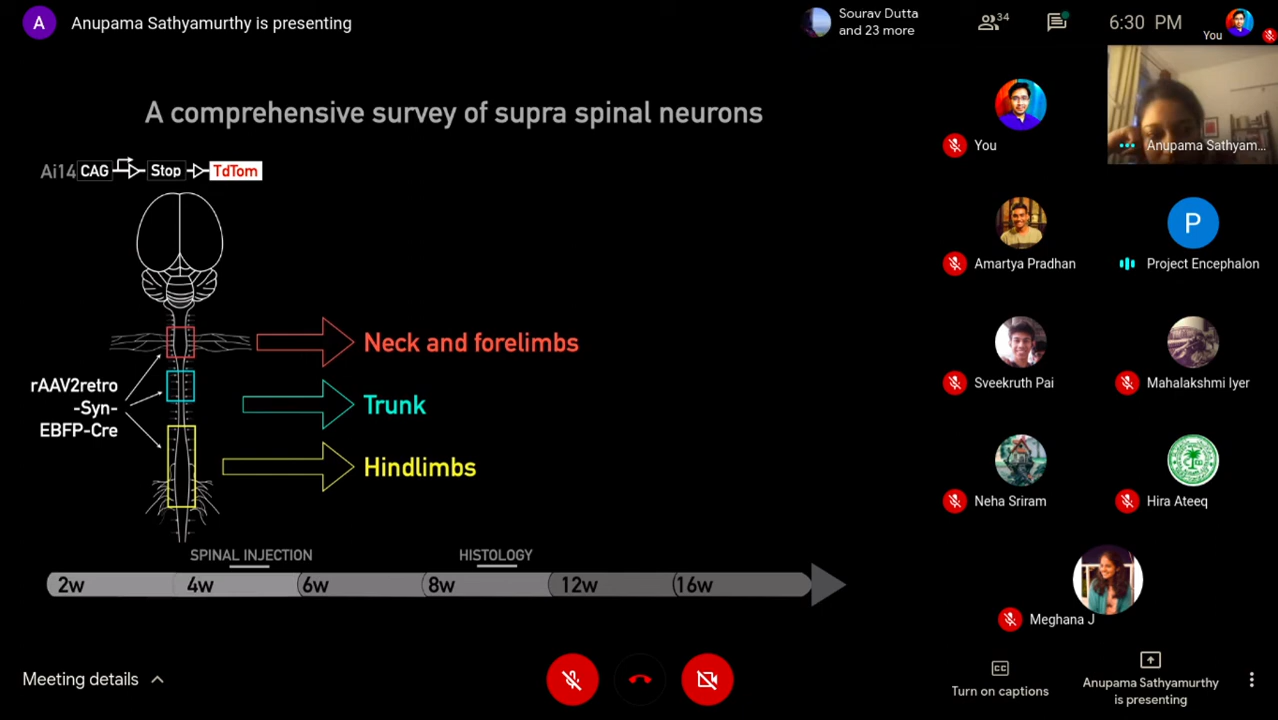 A
Anupama Sathyamurthy is presenting
Sourav Dutta
and 23 more
34
6:30 PM
You
A comprehensive survey of supra spinal neurons
Ai14 CAG Stop TdTom
Neck and forelimbs
rAAV2retro
-Syn-
EBFP-Cre
Trunk
Hindlimbs
SPINAL INJECTION
HISTOLOGY
2w 4w 6w 8w 12w 16w
You
Anupama Sathyam...
Amartya Pradhan
P
Project Encephalon
Sveekruth Pai
Mahalakshmi Iyer
Neha Sriram
Hira Ateeq
Meghana J
Meeting details
CC
Turn on captions
Anupama Sathyamurthy
is presenting